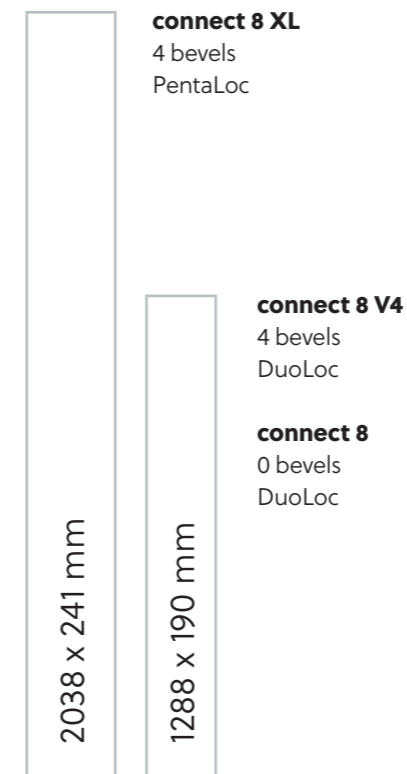 connect 8 XL
4 bevels
PentaLoc
connect 8 V4
4 bevels
DuoLoc
connect 8
0 bevels
DuoLoc
2038 x 241 mm
1288 x 190 mm